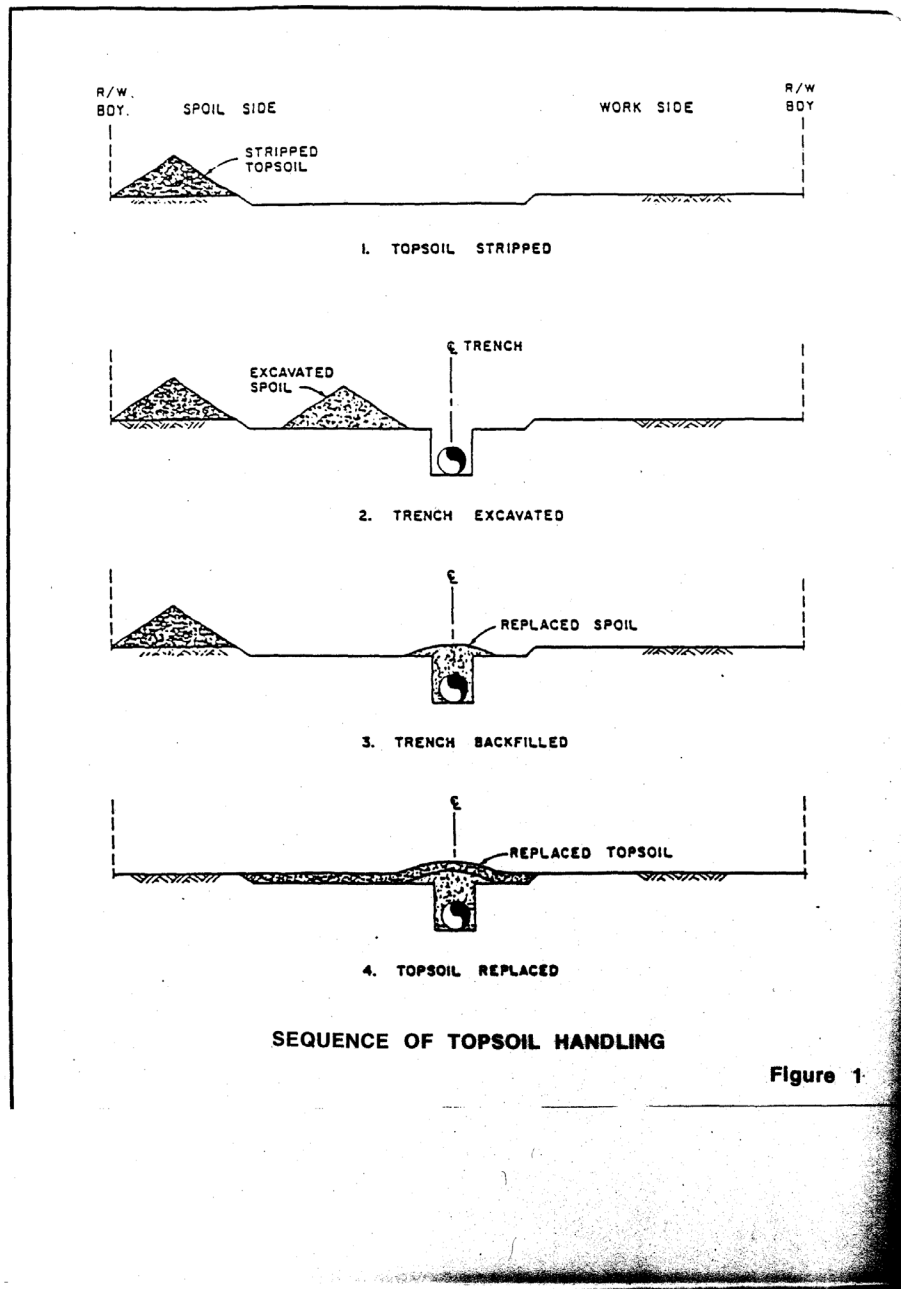 R/W.
BDY.
SPOIL SIDE
WORK SIDE
R/W
BDY
STRIPPED
TOPSOIL
1. TOPSOIL STRIPPED
℄ TRENCH
EXCAVATED
SPOIL
2. TRENCH EXCAVATED
℄
REPLACED SPOIL
3. TRENCH BACKFILLED
℄
REPLACED TOPSOIL
4. TOPSOIL REPLACED
SEQUENCE OF TOPSOIL HANDLING
Figure 1